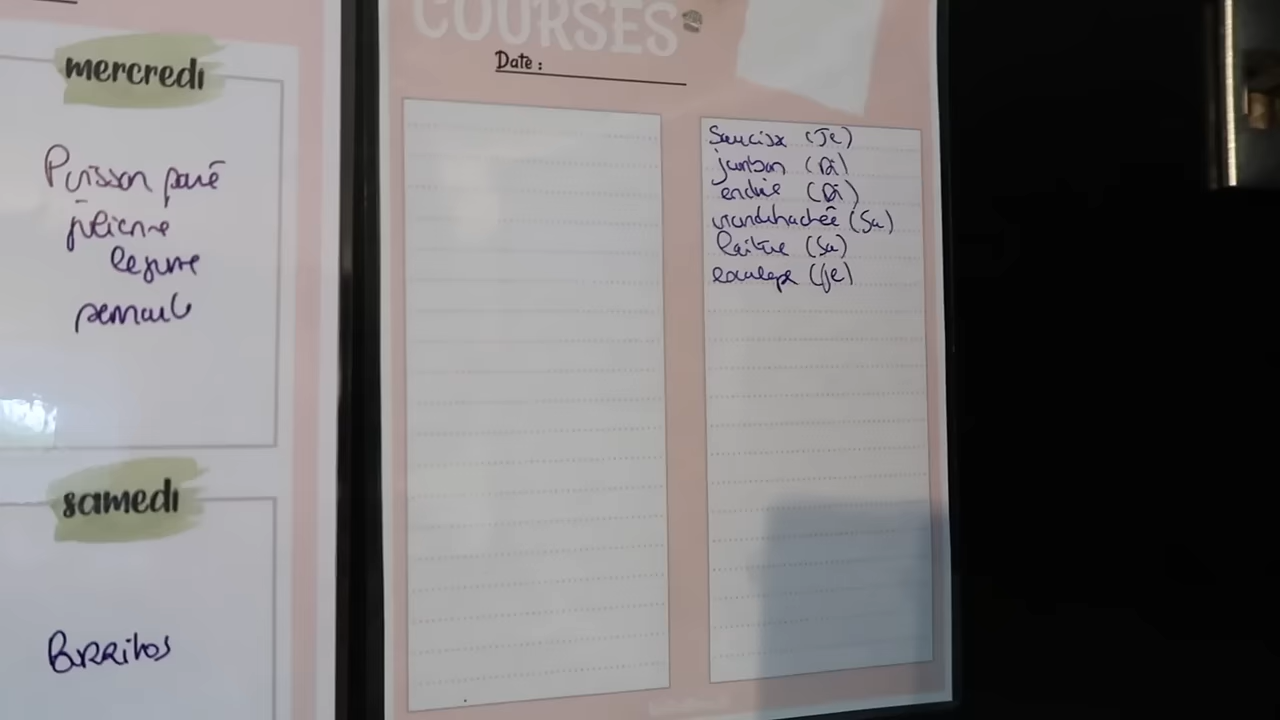 mercredi
Poisson pané
julienne
légume
samedi
Burritos
COURSES
Date :
Saucisse (Je)
jambon (Di)
endive (Di)
viande hachée (Sa)
laitue (Sa)
escalope (Je)